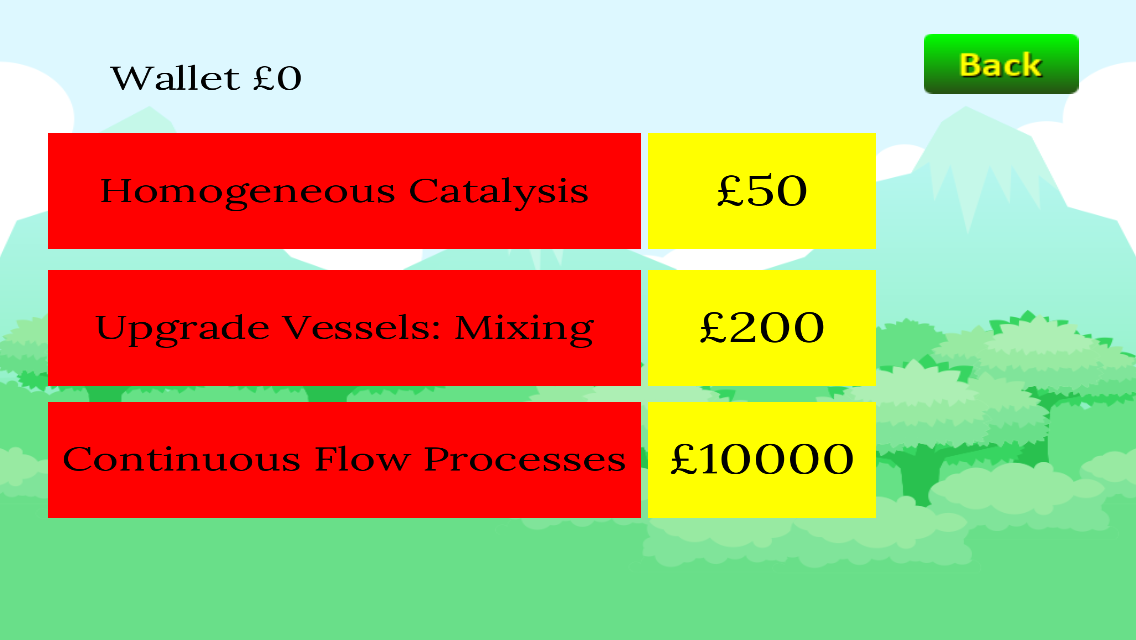 Wallet £0
Back
Homogeneous Catalysis
£50
Upgrade Vessels: Mixing
£200
Continuous Flow Processes
£10000